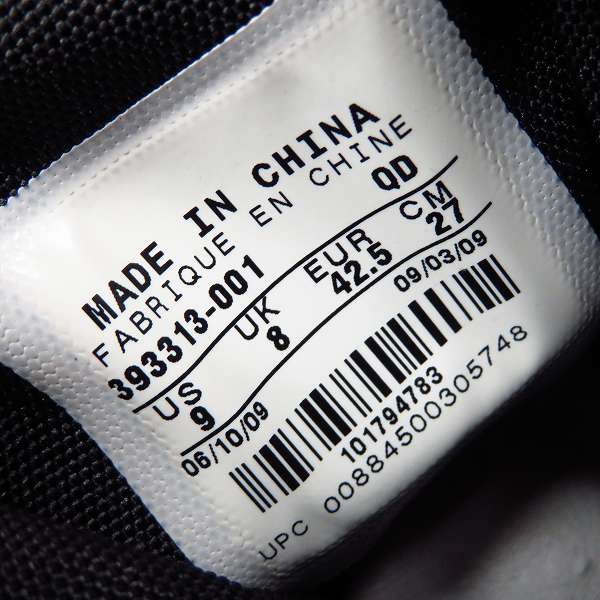 MADE IN CHINA
FABRIQUE EN CHINE
393313-001 QD
US UK EUR CM
9 8 42.5 27
06/10/09 09/03/09
101794783
UPC 00884500305748